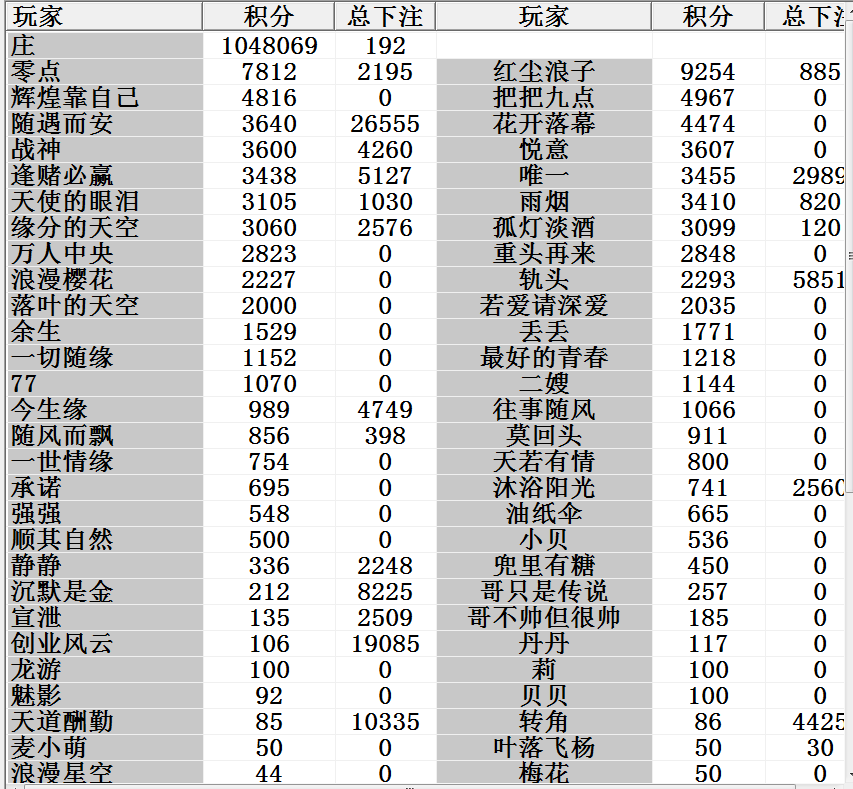 玩家 积分 总下注 玩家 积分 总下注
庄 1048069 192
零点 7812 2195 红尘浪子 9254 885
辉煌靠自己 4816 0 把把九点 4967 0
随遇而安 3640 26555 花开落幕 4474 0
战神 3600 4260 悦意 3607 0
逢赌必赢 3438 5127 唯一 3455 2989
天使的眼泪 3105 1030 雨烟 3410 820
缘分的天空 3060 2576 孤灯淡酒 3099 120
万人中央 2823 0 重头再来 2848 0
浪漫樱花 2227 0 轨头 2293 5851
落叶的天空 2000 0 若爱请深爱 2035 0
余生 1529 0 丢丢 1771 0
一切随缘 1152 0 最好的青春 1218 0
77 1070 0 二嫂 1144 0
今生缘 989 4749 往事随风 1066 0
随风而飘 856 398 莫回头 911 0
一世情缘 754 0 天若有情 800 0
承诺 695 0 沐浴阳光 741 2560
强强 548 0 油纸伞 665 0
顺其自然 500 0 小贝 536 0
静静 336 2248 兜里有糖 450 0
沉默是金 212 8225 哥只是传说 257 0
宣泄 135 2509 哥不帅但很帅 185 0
创业风云 106 19085 丹丹 117 0
龙游 100 0 莉 100 0
魅影 92 0 贝贝 100 0
天道酬勤 85 10335 转角 86 4425
麦小萌 50 0 叶落飞杨 50 30
浪漫星空 44 0 梅花 50 0